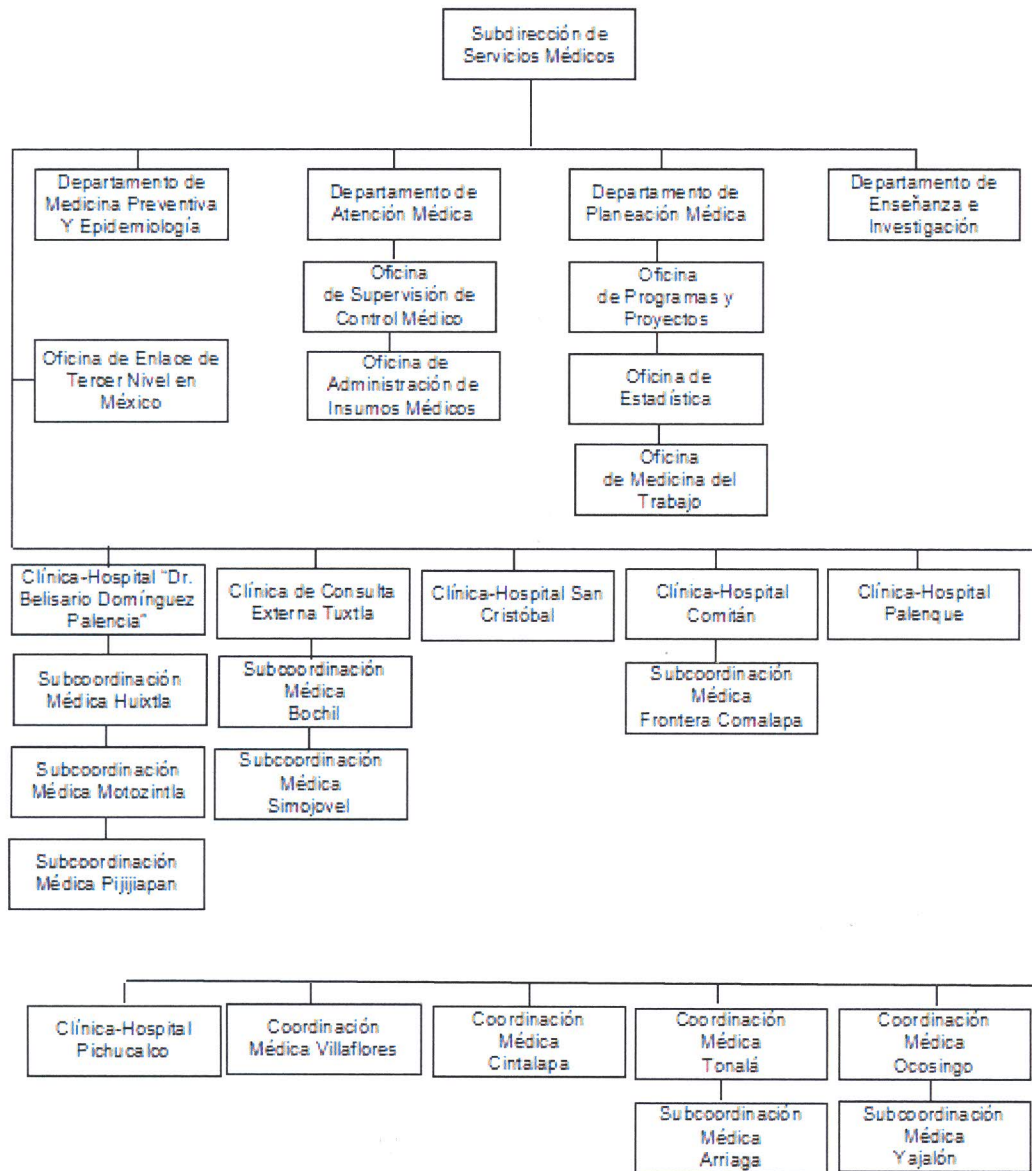 Subdirección de
Servicios Médicos
Departamento de
Medicina Preventiva
Y Epidemiología
Departamento de
Atención Médica
Departamento de
Planeación Médica
Departamento de
Enseñanza e
Investigación
Oficina
de Supervisión de
Control Médico
Oficina
de Programas y
Proyectos
Oficina de Enlace de
Tercer Nivel en
México
Oficina de
Administración de
Insumos Médicos
Oficina de
Estadística
Oficina
de Medicina del
Trabajo
Clínica-Hospital "Dr.
Belisario Domínguez
Palencia"
Clínica de Consulta
Externa Tuxtla
Clínica-Hospital San
Cristóbal
Clínica-Hospital
Comitán
Clínica-Hospital
Palenque
Subcoordinación
Médica Huixtla
Subcoordinación
Médica
Bochil
Subcoordinación
Médica
Frontera Comalapa
Subcoordinación
Médica Motozintla
Subcoordinación
Médica
Simojovel
Subcoordinación
Médica Pijijiapan
Clínica-Hospital
Pichucalco
Coordinación
Médica Villaflores
Coordinación
Médica
Cintalapa
Coordinación
Médica
Tonalá
Coordinación
Médica
Ocosingo
Subcoordinación
Médica
Arriaga
Subcoordinación
Médica
Yajalón